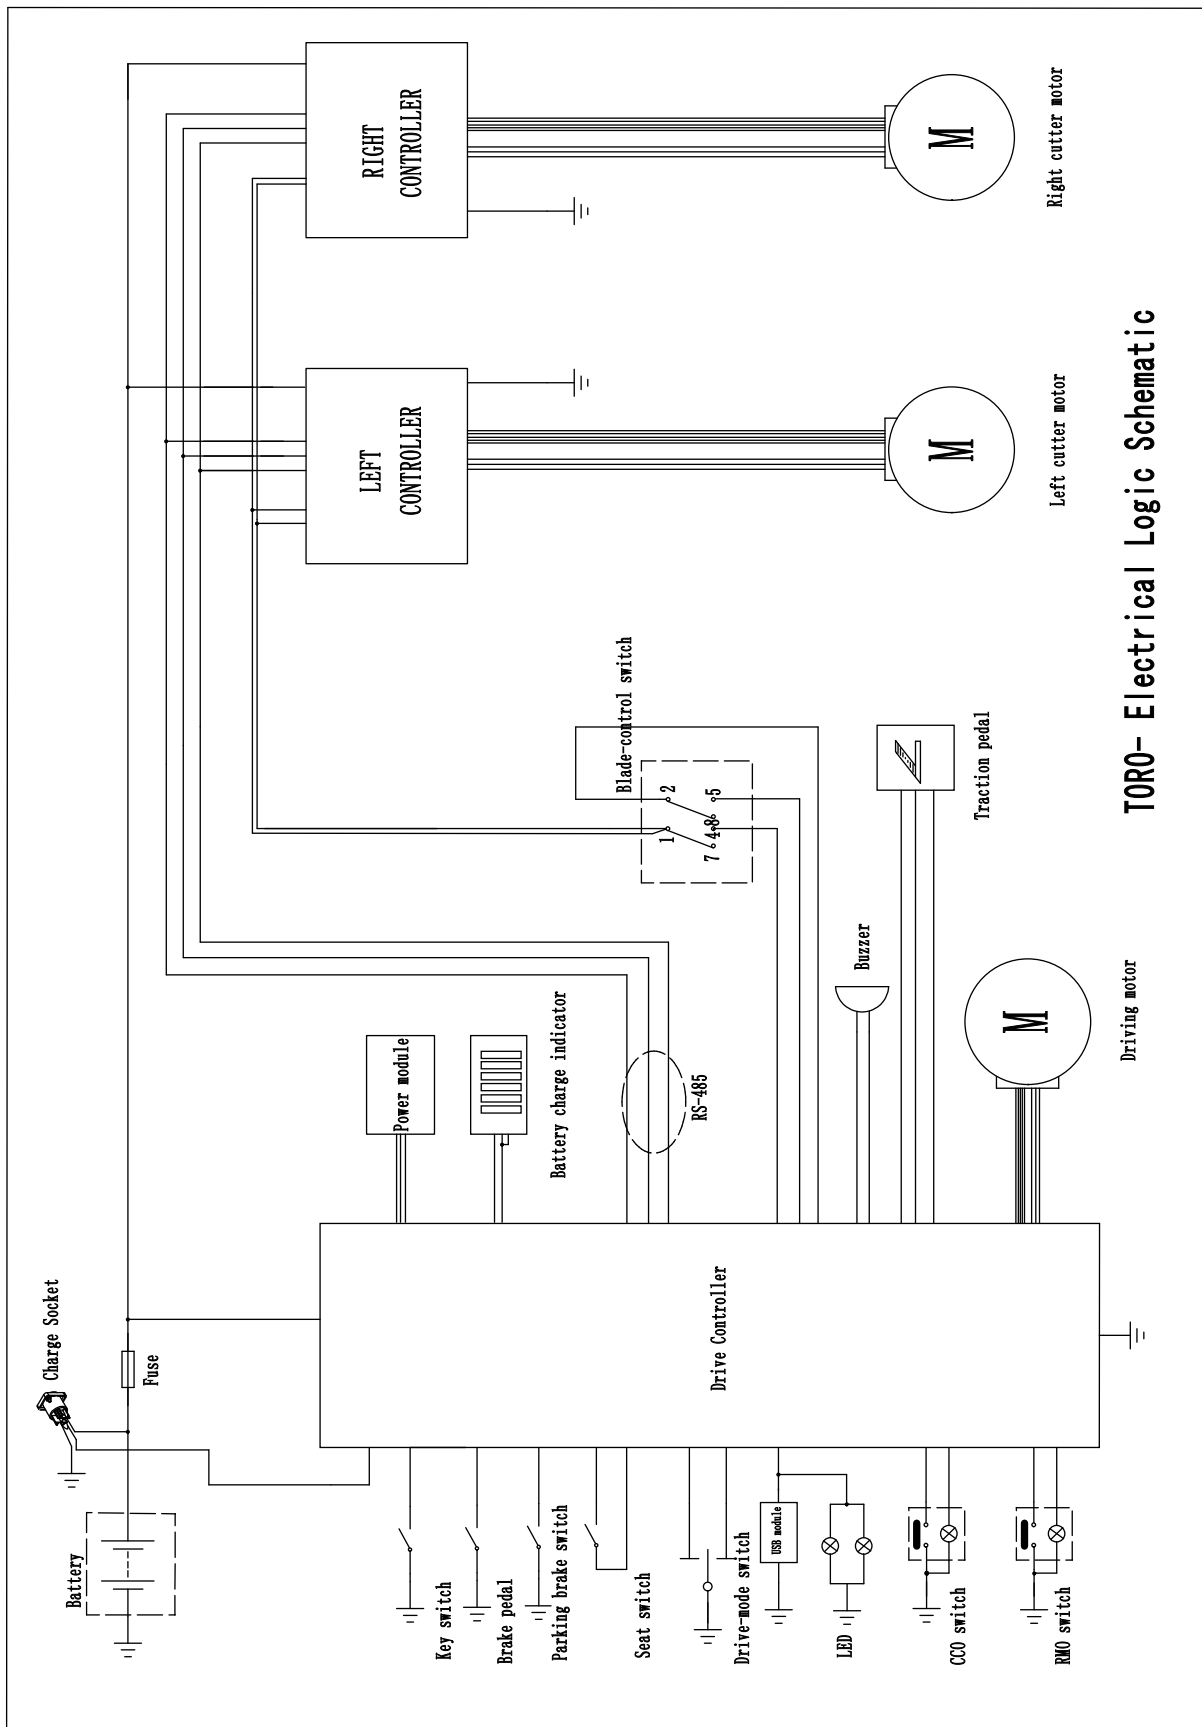 Charge Socket
Battery
Fuse
LEFT
CONTROLLER
RIGHT
CONTROLLER
Power module
Key switch
Brake pedal
Parking brake switch
Battery charge indicator
Blade-control switch
Seat switch
1
2
7
4
8
5
RS-485
Drive Controller
Drive-mode switch
USB module
LED
Buzzer
M
M
CCO switch
Traction pedal
M
RMO switch
Left cutter motor
Right cutter motor
Driving motor
TORO- Electrical Logic Schematic